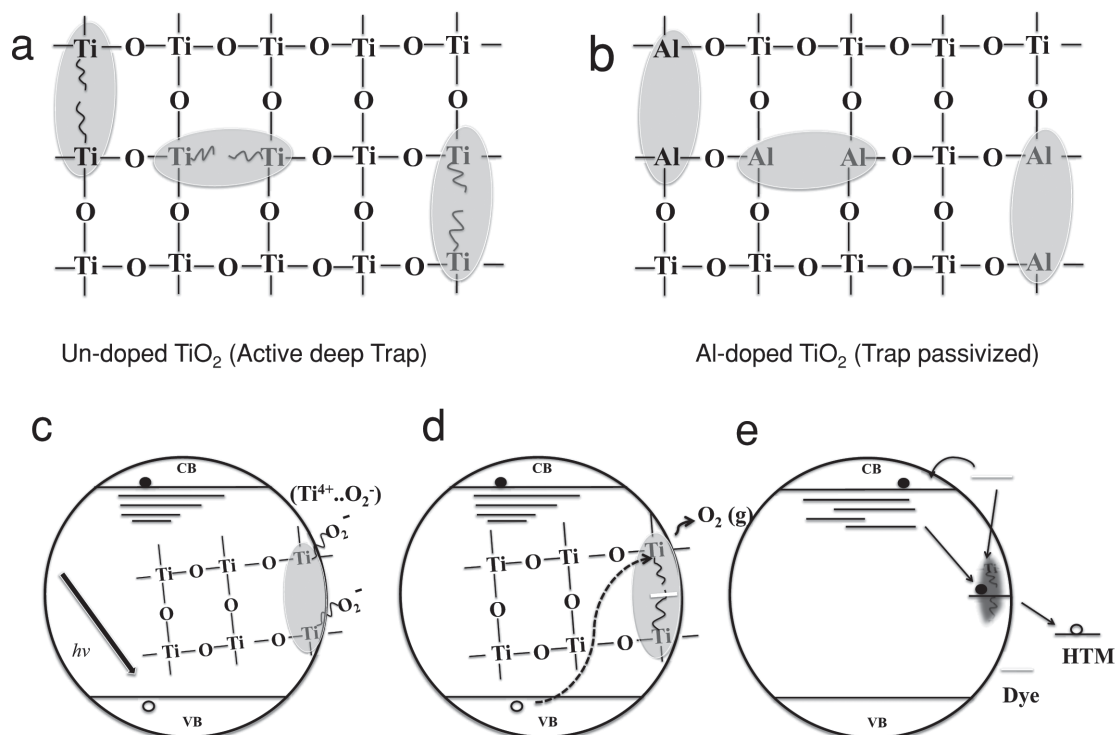 a
Ti—O—Ti—O—Ti—O—Ti—O—Ti
O O O O
Ti—O—Ti Ti—O—Ti—O—Ti
O O O O
Ti—O—Ti—O—Ti—O—Ti—O—Ti
Un-doped TiO₂ (Active deep Trap)
b
Al—O—Ti—O—Ti—O—Ti—O—Ti
O O O O
Al—O—Al Al—O—Ti—O—Al
O O O O
Ti—O—Ti—O—Ti—O—Ti—O—Al
Al-doped TiO₂ (Trap passivized)
c
CB
(Ti⁴⁺..O₂⁻)
O₂⁻
Ti—O—Ti—O—Ti
O O O₂⁻
Ti—O—Ti—O—Ti
hν
VB
d
CB
O₂ (g)
Ti—O—Ti—O—Ti
O O
Ti—O—Ti—O—Ti
VB
e
CB
HTM
Dye
VB